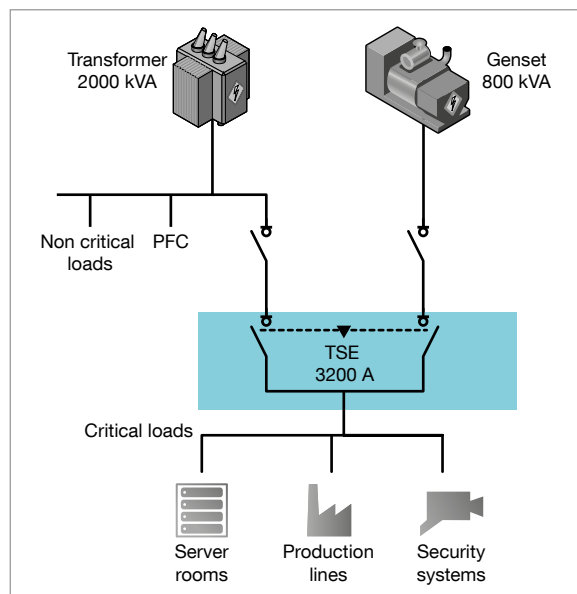 Transformer
2000 kVA
Genset
800 kVA
Non critical
loads
PFC
TSE
3200 A
Critical loads
Server
rooms
Production
lines
Security
systems